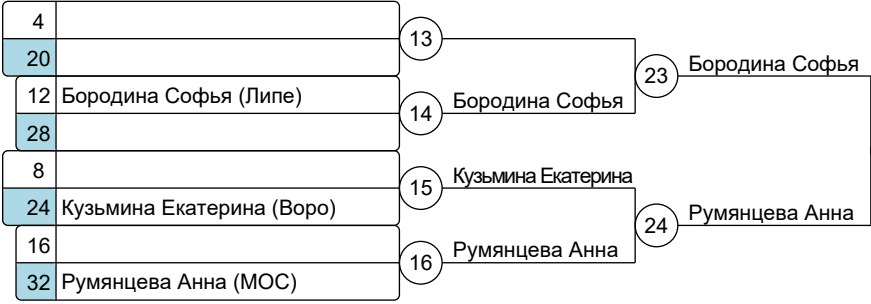 4
20
13
12 Бородина Софья (Липе)
28
14
Бородина Софья
23
Бородина Софья
8
24 Кузьмина Екатерина (Воро)
15
Кузьмина Екатерина
16
32 Румянцева Анна (МОС)
16
Румянцева Анна
24
Румянцева Анна